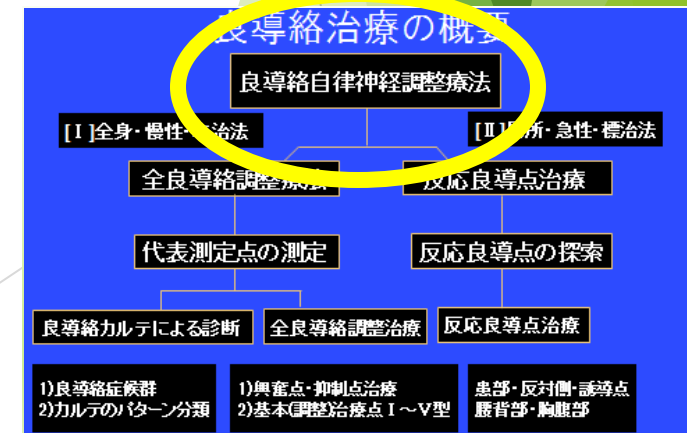 良導絡治療の概要
良導絡自律神経調整療法
[Ⅰ]全身・慢性・治法
[Ⅱ]所・急性・標治法
全良導絡調整療法
反応良導点治療
代表測定点の測定
反応良導点の探索
良導絡カルテによる診断
全良導絡調整治療
反応良導点治療
1)良導絡症候群
2)カルテのパターン分類
1)興奮点・抑制点治療
2)基本(調整)治療点Ⅰ〜Ⅴ型
患部・反対側・誘導点
腰背部・胸腹部